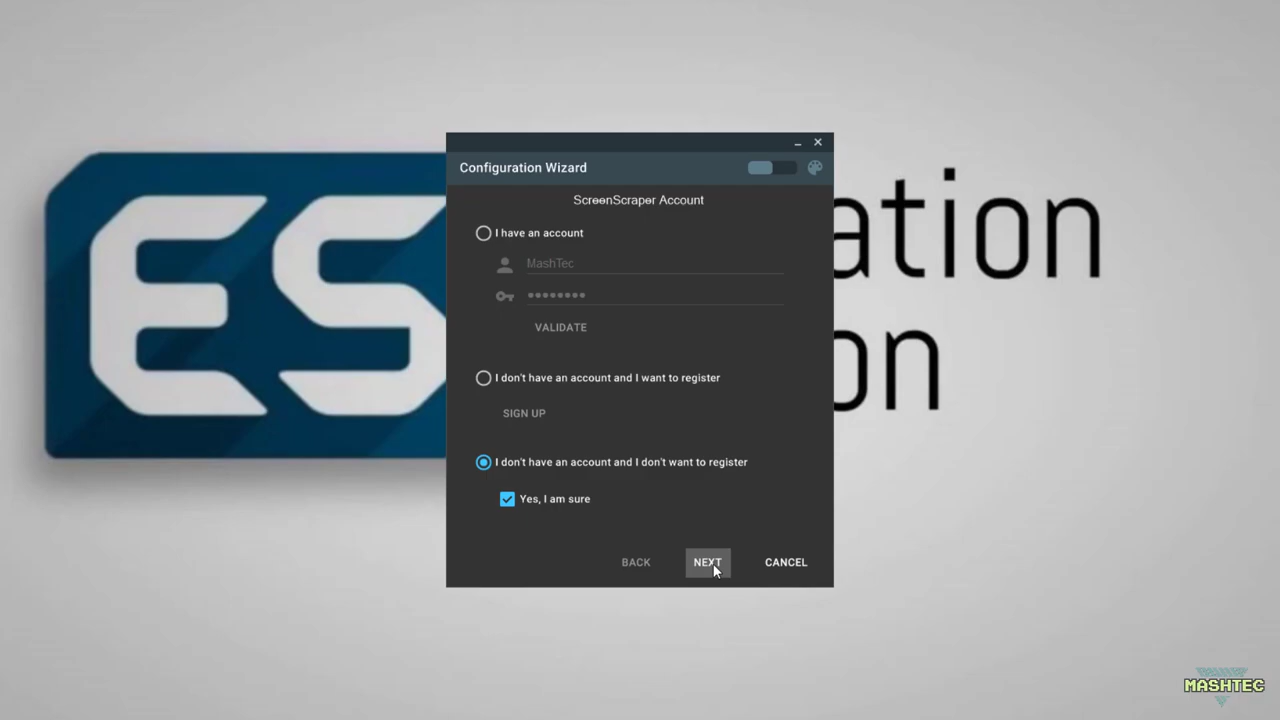 Configuration Wizard
ScreenScraper Account
I have an account
MashTec
••••••••
VALIDATE
I don't have an account and I want to register
SIGN UP
I don't have an account and I don't want to register
Yes, I am sure
BACK NEXT CANCEL
ES
ation
on
MASHTEC